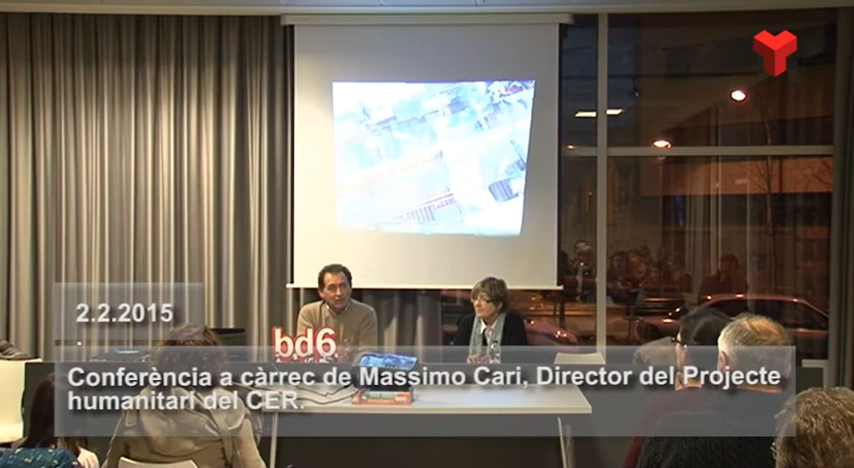 2.2.2015
bd6
Conferència a càrrec de Massimo Cari, Director del Projecte
humanitari del CER.